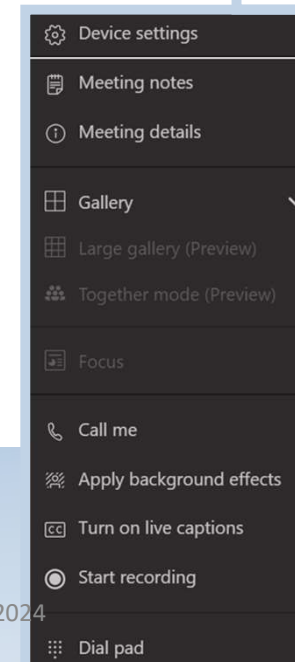 Device settings
Meeting notes
Meeting details
Gallery
Large gallery (Preview)
Together mode (Preview)
Focus
Call me
Apply background effects
CC Turn on live captions
Start recording
2024
Dial pad